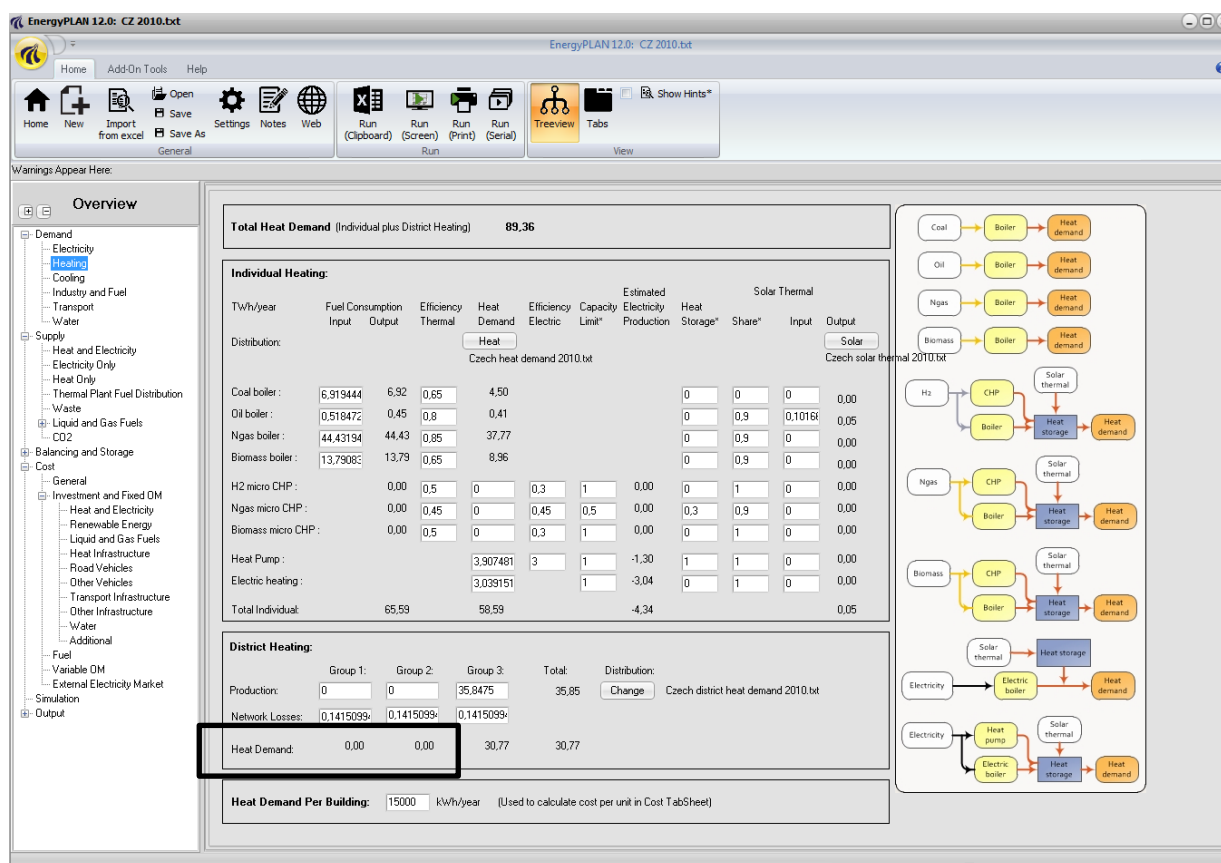 EnergyPLAN 12.0: CZ 2010.txt
EnergyPLAN 12.0: CZ 2010.txt
Home Add-On Tools Help
Home New Import from excel Open Save Save As Settings Notes Web Run (Clipboard) Run (Screen) Run (Print) Run (Serial) Treeview Tabs Show Hints*
General Run View
Warnings Appear Here:
Overview
Demand
Electricity
Heating
Cooling
Industry and Fuel
Transport
Water
Supply
Heat and Electricity
Electricity Only
Heat Only
Thermal Plant Fuel Distribution
Waste
Liquid and Gas Fuels
CO2
Balancing and Storage
Cost
General
Investment and Fixed OM
Heat and Electricity
Renewable Energy
Liquid and Gas Fuels
Heat Infrastructure
Road Vehicles
Other Vehicles
Transport Infrastructure
Other Infrastructure
Water
Additional
Fuel
Variable OM
External Electricity Market
Simulation
Output
Total Heat Demand (Individual plus District Heating) 89,36
Individual Heating:
Estimated Solar Thermal
TWh/year Fuel Consumption Efficiency Heat Efficiency Capacity Electricity Heat
Input Output Thermal Demand Electric Limit* Production Storage* Share* Input Output
Distribution: Heat Solar
Czech heat demand 2010.txt Czech solar thermal 2010.txt
Coal boiler : 6,919444 6,92 0,65 4,50 0 0 0 0,00
Oil boiler : 0,518472 0,45 0,8 0,41 0 0,9 0,1016 0,05
Ngas boiler : 44,43194 44,43 0,85 37,77 0 0,9 0 0,00
Biomass boiler : 13,79083 13,79 0,65 8,96 0 0,9 0 0,00
H2 micro CHP : 0,00 0,5 0 0,3 1 0,00 0 1 0 0,00
Ngas micro CHP : 0,00 0,45 0 0,45 0,5 0,00 0,3 0,9 0 0,00
Biomass micro CHP : 0,00 0,5 0 0,3 1 0,00 0 1 0 0,00
Heat Pump : 3,907481 3 1 -1,30 1 1 0 0,00
Electric heating : 3,039151 1 -3,04 0 1 0 0,00
Total Individual: 65,59 58,59 -4,34 0,05
District Heating:
Group 1: Group 2: Group 3: Total: Distribution:
Production: 0 0 35,8475 35,85 Change Czech district heat demand 2010.txt
Network Losses: 0,1415099 0,1415099 0,1415099
Heat Demand: 0,00 0,00 30,77 30,77
Heat Demand Per Building: 15000 kWh/year (Used to calculate cost per unit in Cost TabSheet)
Coal Boiler Heat demand
Oil Boiler Heat demand
Ngas Boiler Heat demand
Biomass Boiler Heat demand
Solar thermal
H2 CHP
Boiler Heat storage Heat demand
Solar thermal
Ngas CHP
Boiler Heat storage Heat demand
Solar thermal
Biomass CHP
Boiler Heat storage Heat demand
Solar thermal Heat storage
Electricity Electric boiler Heat demand
Electricity Heat pump Solar thermal
Electric boiler Heat storage Heat demand